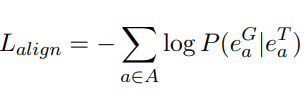 $L_{align} = -\sum_{a \in A} \log P(e_a^G | e_a^T)$